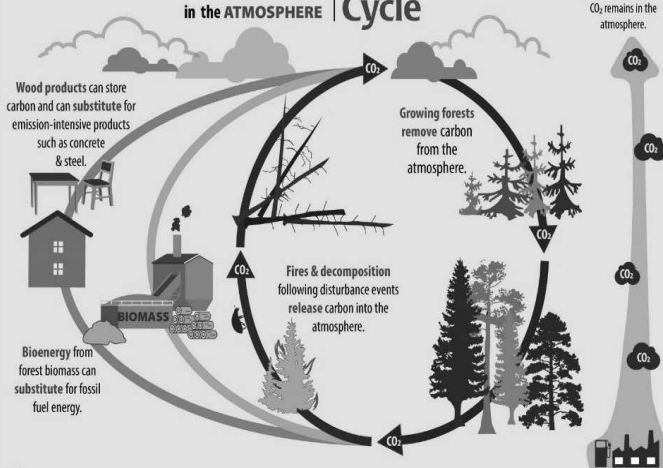 in the ATMOSPHERE
Cycle
CO₂ remains in the
atmosphere.
Wood products can store
carbon and can substitute for
emission-intensive products
such as concrete
& steel.
Growing forests
remove carbon
from the
atmosphere.
Fires & decomposition
following disturbance events
release carbon into the
atmosphere.
Bioenergy from
forest biomass can
substitute for fossil
fuel energy.
BIOMASS
CO₂
CO₂
CO₂
CO₂
CO₂
CO₂
CO₂
CO₂